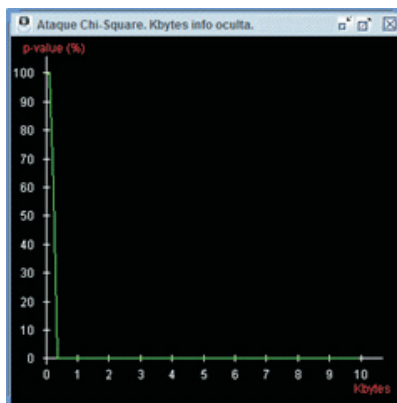 Ataque Chi-Square. Kbytes info oculta.
p-value (%)
100
90
80
70
60
50
40
30
20
10
0
0 1 2 3 4 5 6 7 8 9 10
Kbytes